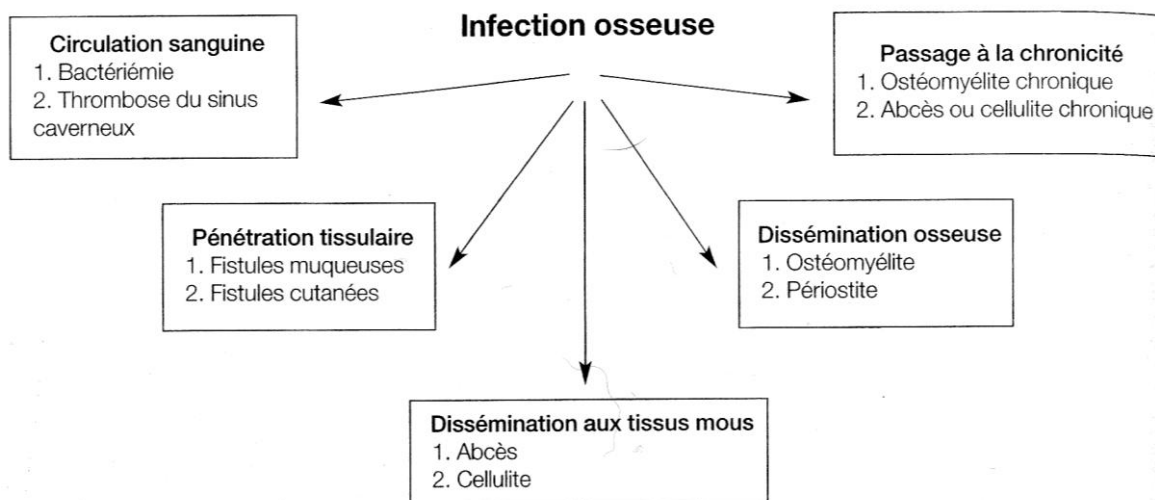 Infection osseuse
Circulation sanguine
1. Bactériémie
2. Thrombose du sinus
caverneux
Passage à la chronicité
1. Ostéomyélite chronique
2. Abcès ou cellulite chronique
Pénétration tissulaire
1. Fistules muqueuses
2. Fistules cutanées
Dissémination osseuse
1. Ostéomyélite
2. Périostite
Dissémination aux tissus mous
1. Abcès
2. Cellulite